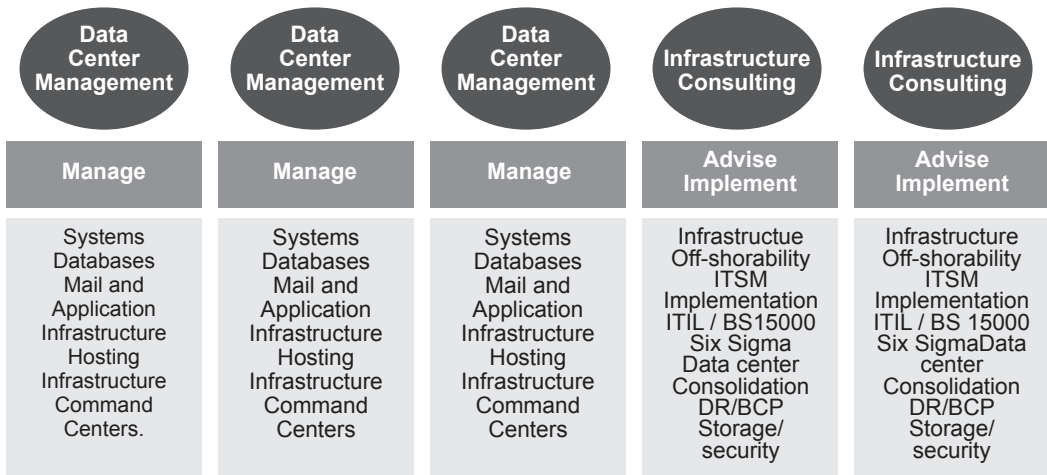 Data
Center
Management
Manage
Systems
Databases
Mail and
Application
Infrastructure
Hosting
Infrastructure
Command
Centers.
Data
Center
Management
Manage
Systems
Databases
Mail and
Application
Infrastructure
Hosting
Infrastructure
Command
Centers
Data
Center
Management
Manage
Systems
Databases
Mail and
Application
Infrastructure
Hosting
Infrastructure
Command
Centers
Infrastructure
Consulting
Advise
Implement
Infrastructue
Off-shorability
ITSM
Implementation
ITIL / BS15000
Six Sigma
Data center
Consolidation
DR/BCP
Storage/
security
Infrastructure
Consulting
Advise
Implement
Infrastructure
Off-shorability
ITSM
Implementation
ITIL / BS 15000
Six SigmaData
center
Consolidation
DR/BCP
Storage/
security